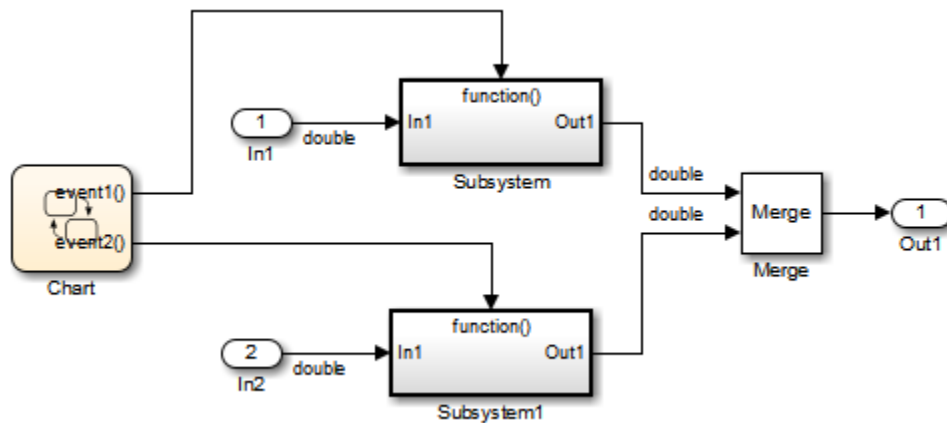 function()
1
In1
Out1
double
In1
Subsystem
double
event1()
double
Merge
1
event2()
Out1
Merge
Chart
function()
2
In1
Out1
double
In2
Subsystem1